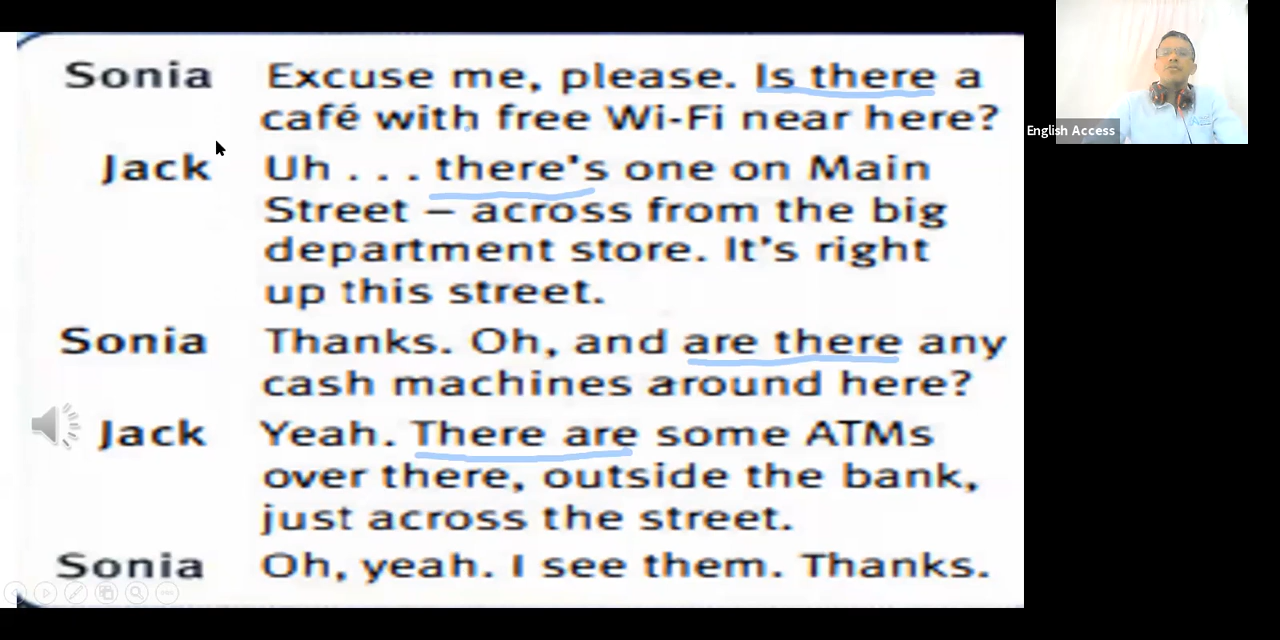 Sonia Excuse me, please. Is there a
café with free Wi-Fi near here?
Jack Uh . . . there's one on Main
Street – across from the big
department store. It's right
up this street.
Sonia Thanks. Oh, and are there any
cash machines around here?
Jack Yeah. There are some ATMs
over there, outside the bank,
just across the street.
Sonia Oh, yeah. I see them. Thanks.
English Access